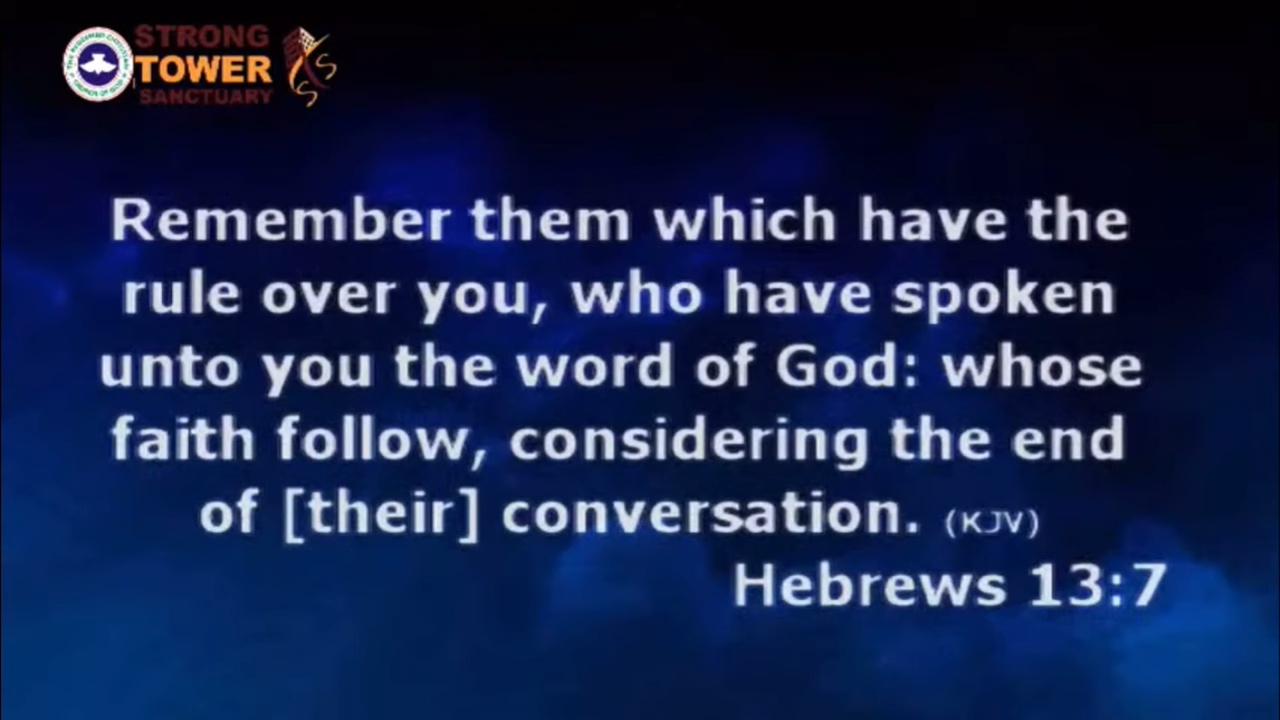 STRONG
TOWER
SANCTUARY
Remember them which have the
rule over you, who have spoken
unto you the word of God: whose
faith follow, considering the end
of [their] conversation. (KJV)
Hebrews 13:7